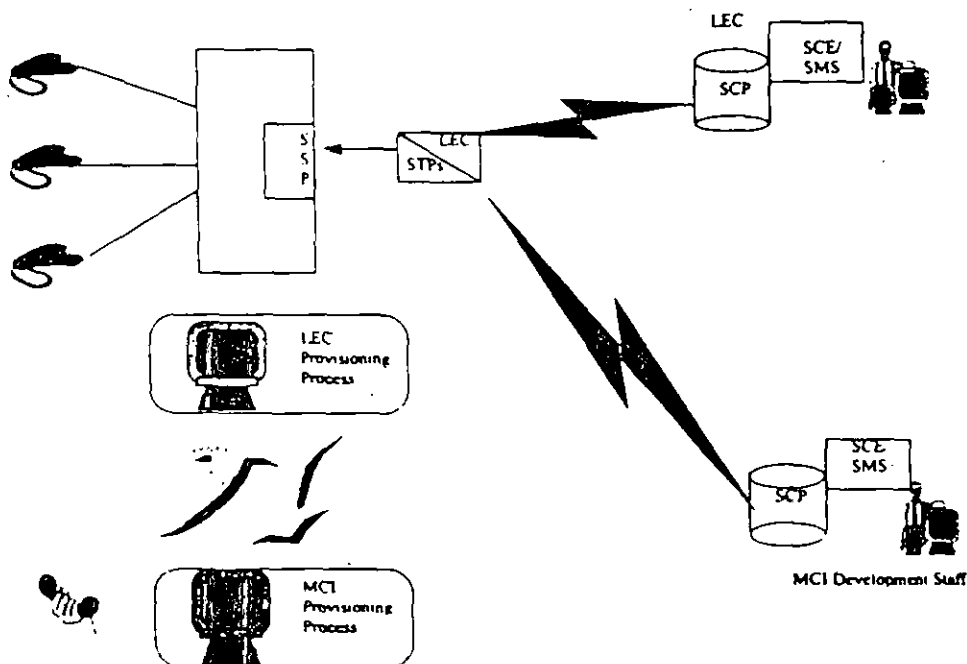 LEC
SCE/
SMS
SCP
S
S
P
LEC
STPs
LEC
Provisioning
Process
SCE
SMS
SCP
MCI Development Staff
MCI
Provisioning
Process